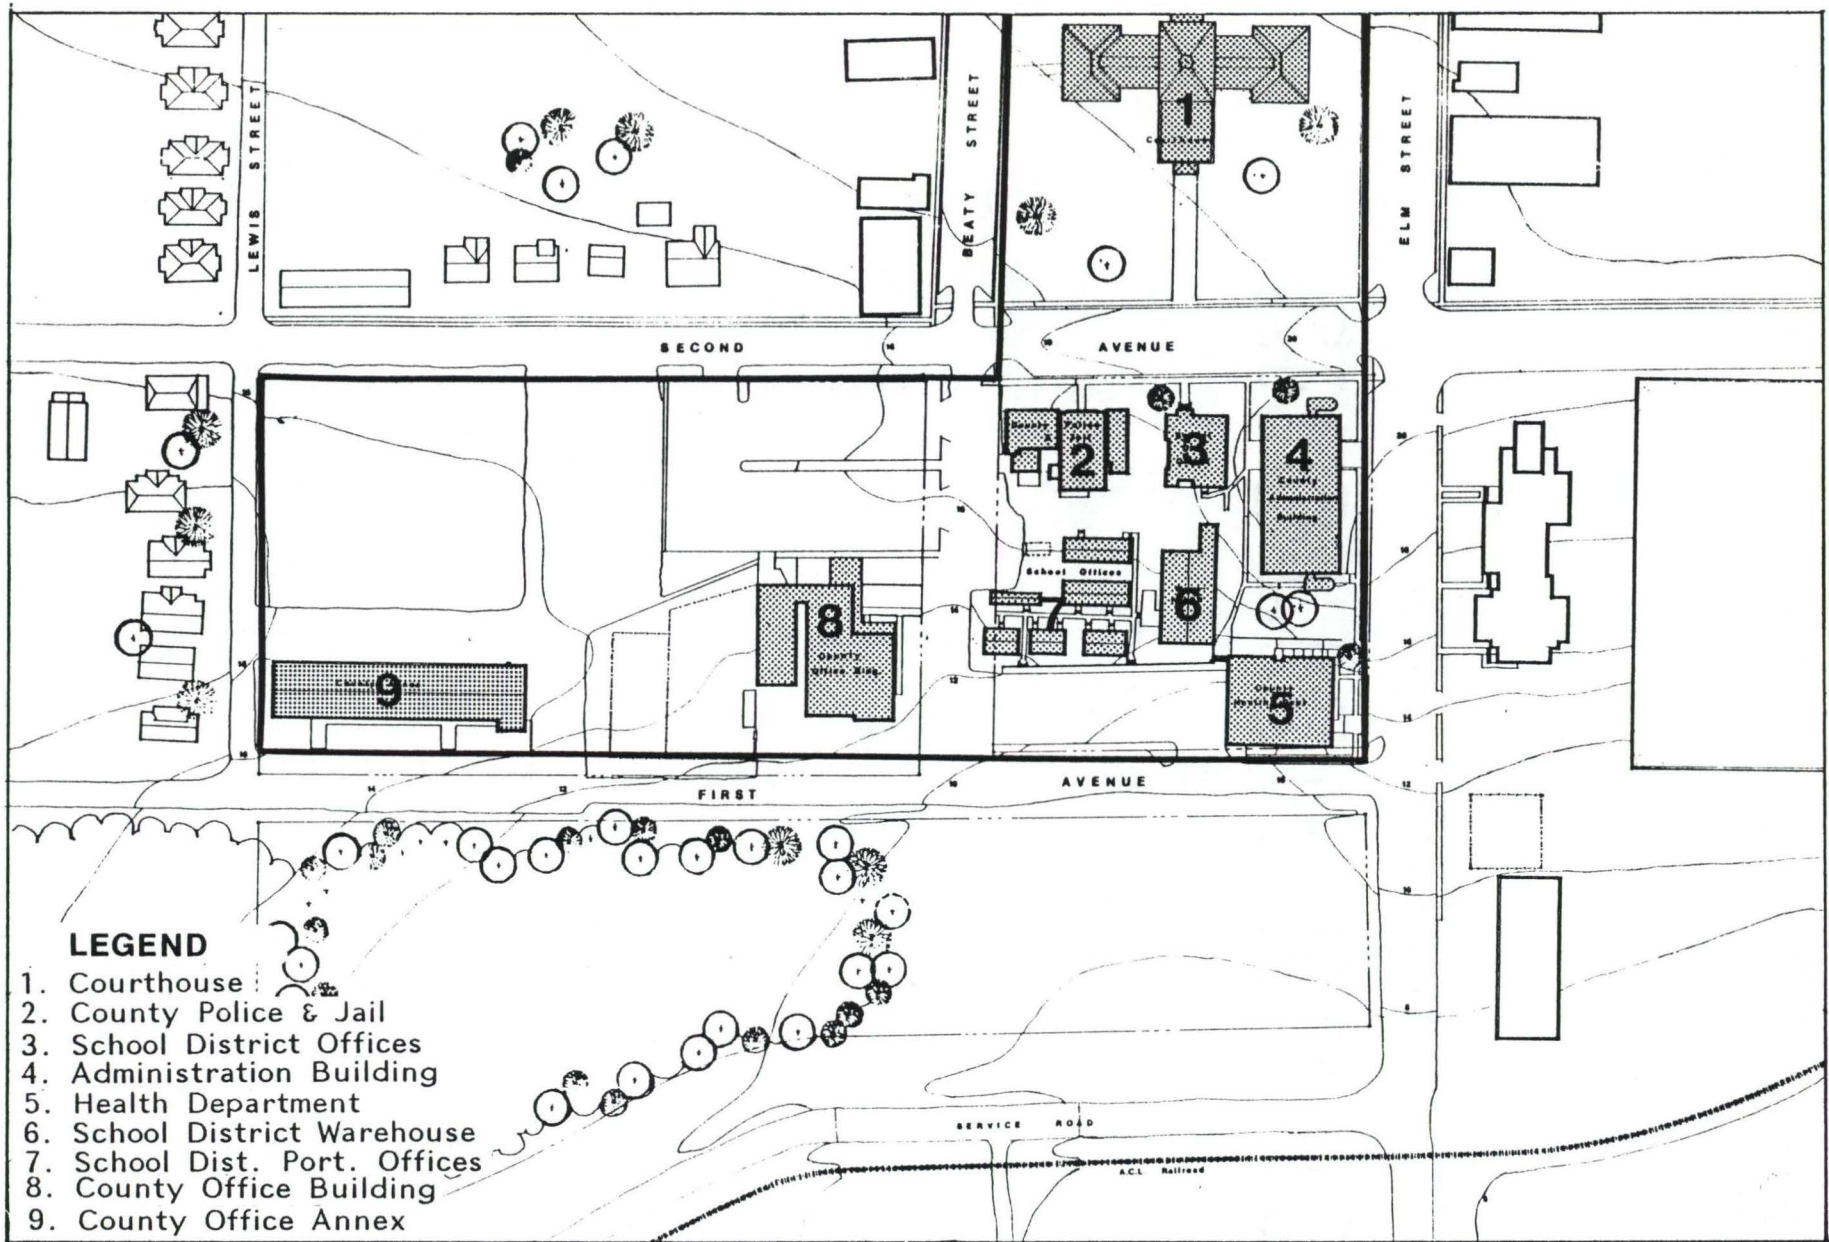 LEWIS STREET
BEATY STREET
ELM STREET
1
SECOND AVENUE
2
3
4
County
Building
School Offices
6
8
County
Office Bldg.
9
5
FIRST AVENUE
LEGEND
1. Courthouse
2. County Police & Jail
3. School District Offices
4. Administration Building
5. Health Department
6. School District Warehouse
7. School Dist. Port. Offices
8. County Office Building
9. County Office Annex
SERVICE ROAD
A.C.L. Railroad